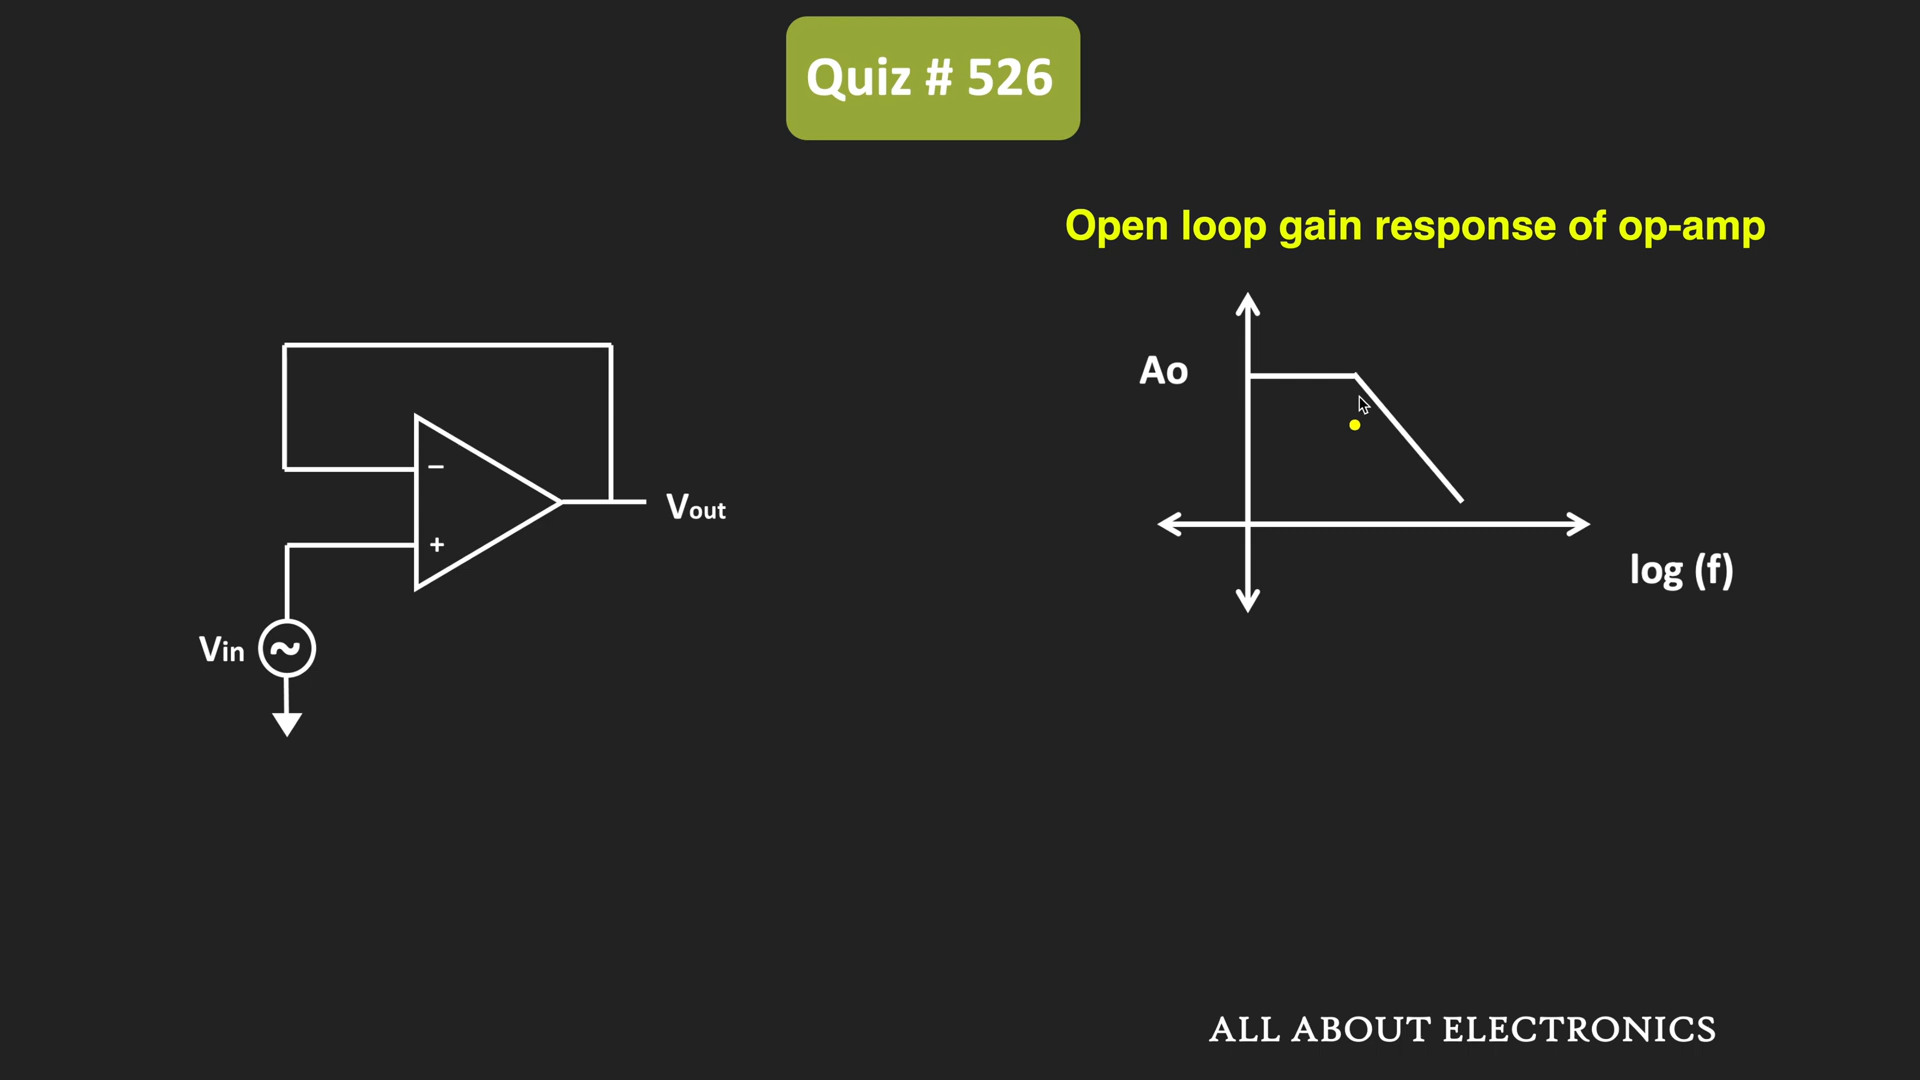 Quiz # 526
Open loop gain response of op-amp
Ao
−
Vout
+
log (f)
Vin
~
ALL ABOUT ELECTRONICS